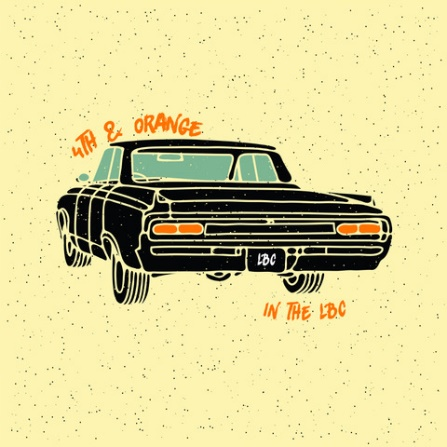 4TH & ORANGE
LBC
IN THE LBC